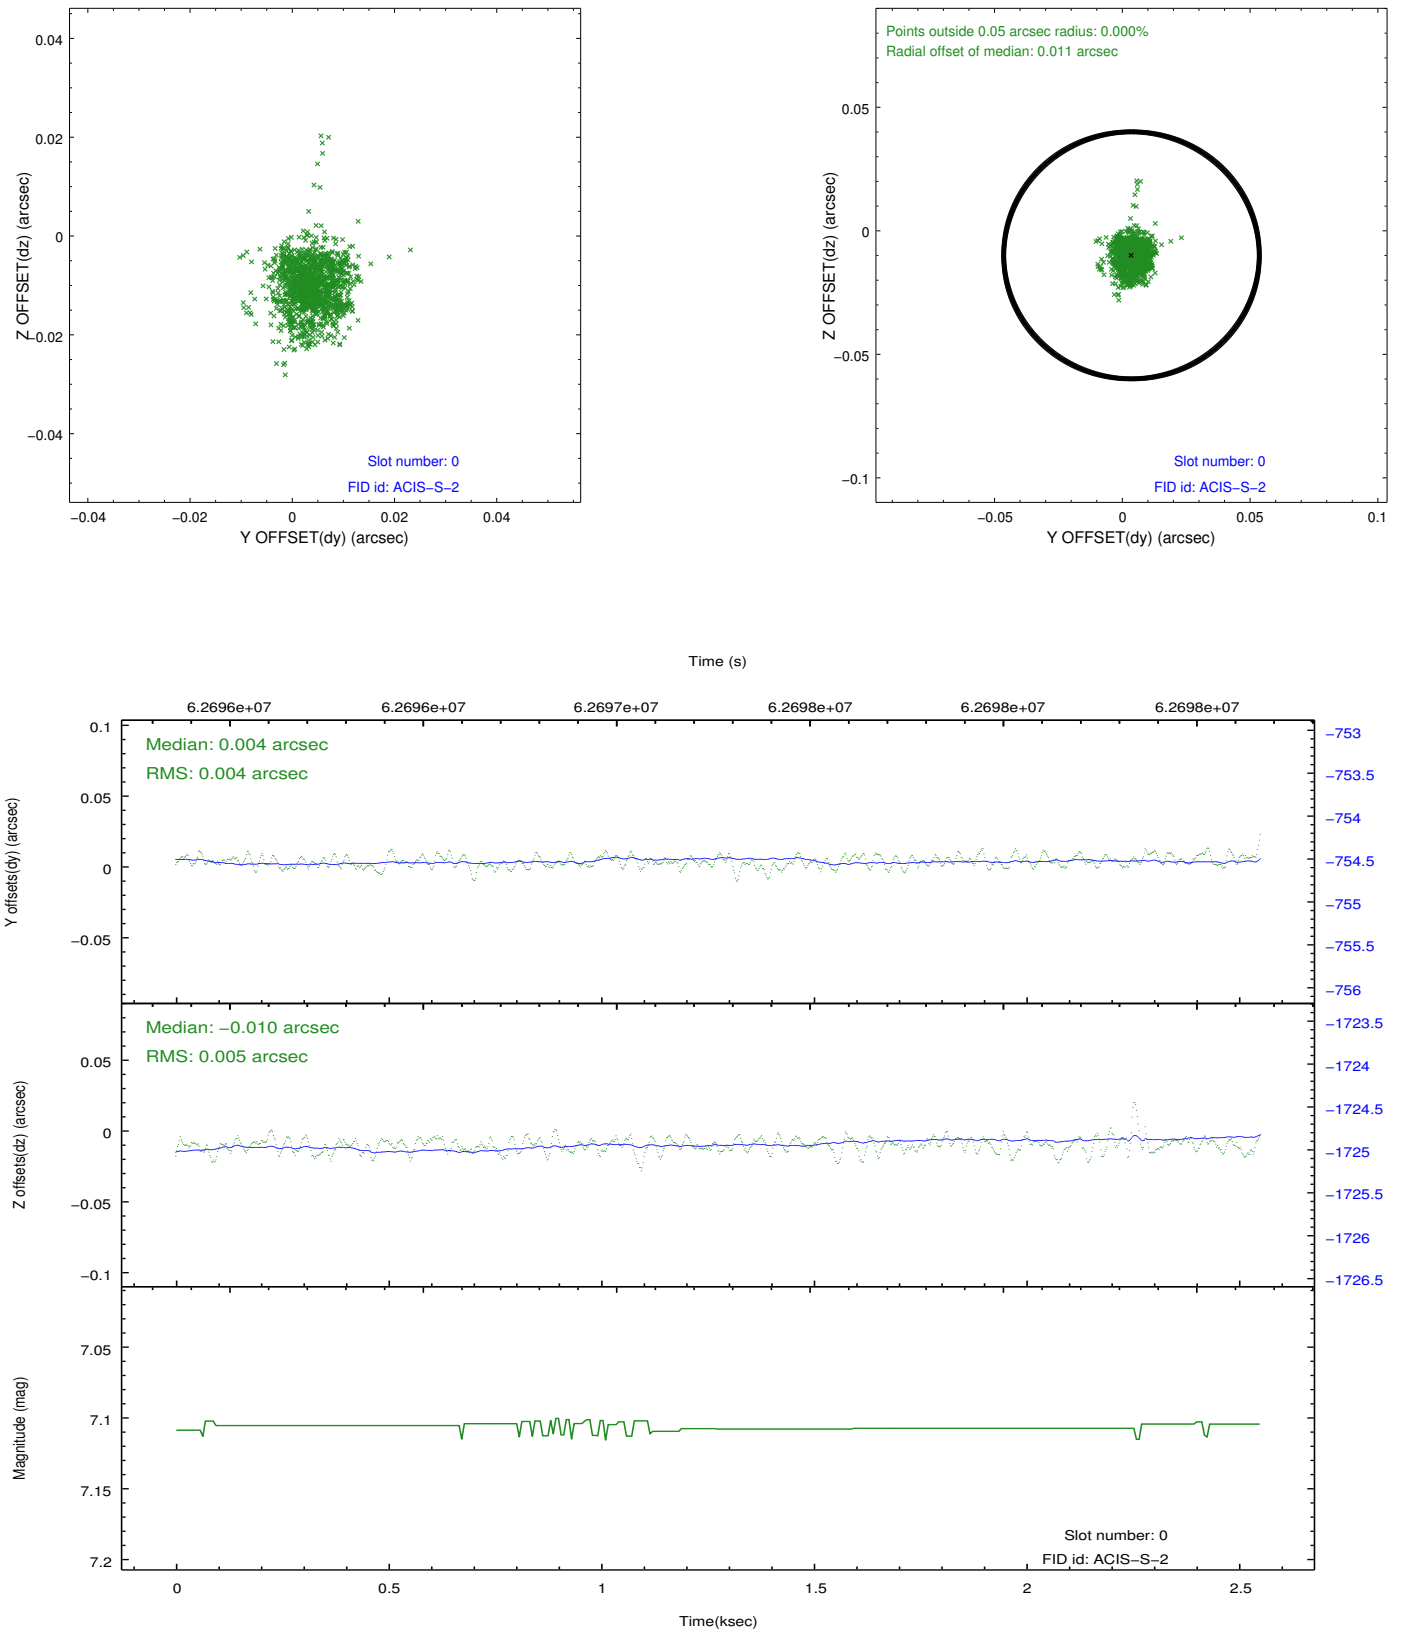 0.04
0.02
0
−0.02
−0.04
Z OFFSET(dz) (arcsec)
Slot number: 0
FID id: ACIS−S−2
−0.04
−0.02
0
0.02
0.04
Y OFFSET(dy) (arcsec)
Points outside 0.05 arcsec radius: 0.000%
Radial offset of median: 0.011 arcsec
0.05
0
−0.05
−0.1
Z OFFSET(dz) (arcsec)
Slot number: 0
FID id: ACIS−S−2
−0.05
0
0.05
0.1
Y OFFSET(dy) (arcsec)
Time (s)
6.2696e+07
6.2696e+07
6.2697e+07
6.2698e+07
6.2698e+07
6.2698e+07
Median: 0.004 arcsec
RMS: 0.004 arcsec
0.1
0.05
0
−0.05
Y offsets(dy) (arcsec)
−753
−753.5
−754
−754.5
−755
−755.5
−756
Median: −0.010 arcsec
RMS: 0.005 arcsec
0.05
0
−0.05
−0.1
Z offsets(dz) (arcsec)
−1723.5
−1724
−1724.5
−1725
−1725.5
−1726
−1726.5
7.05
7.1
7.15
7.2
Magnitude (mag)
Slot number: 0
FID id: ACIS−S−2
0
0.5
1
1.5
2
2.5
Time(ksec)